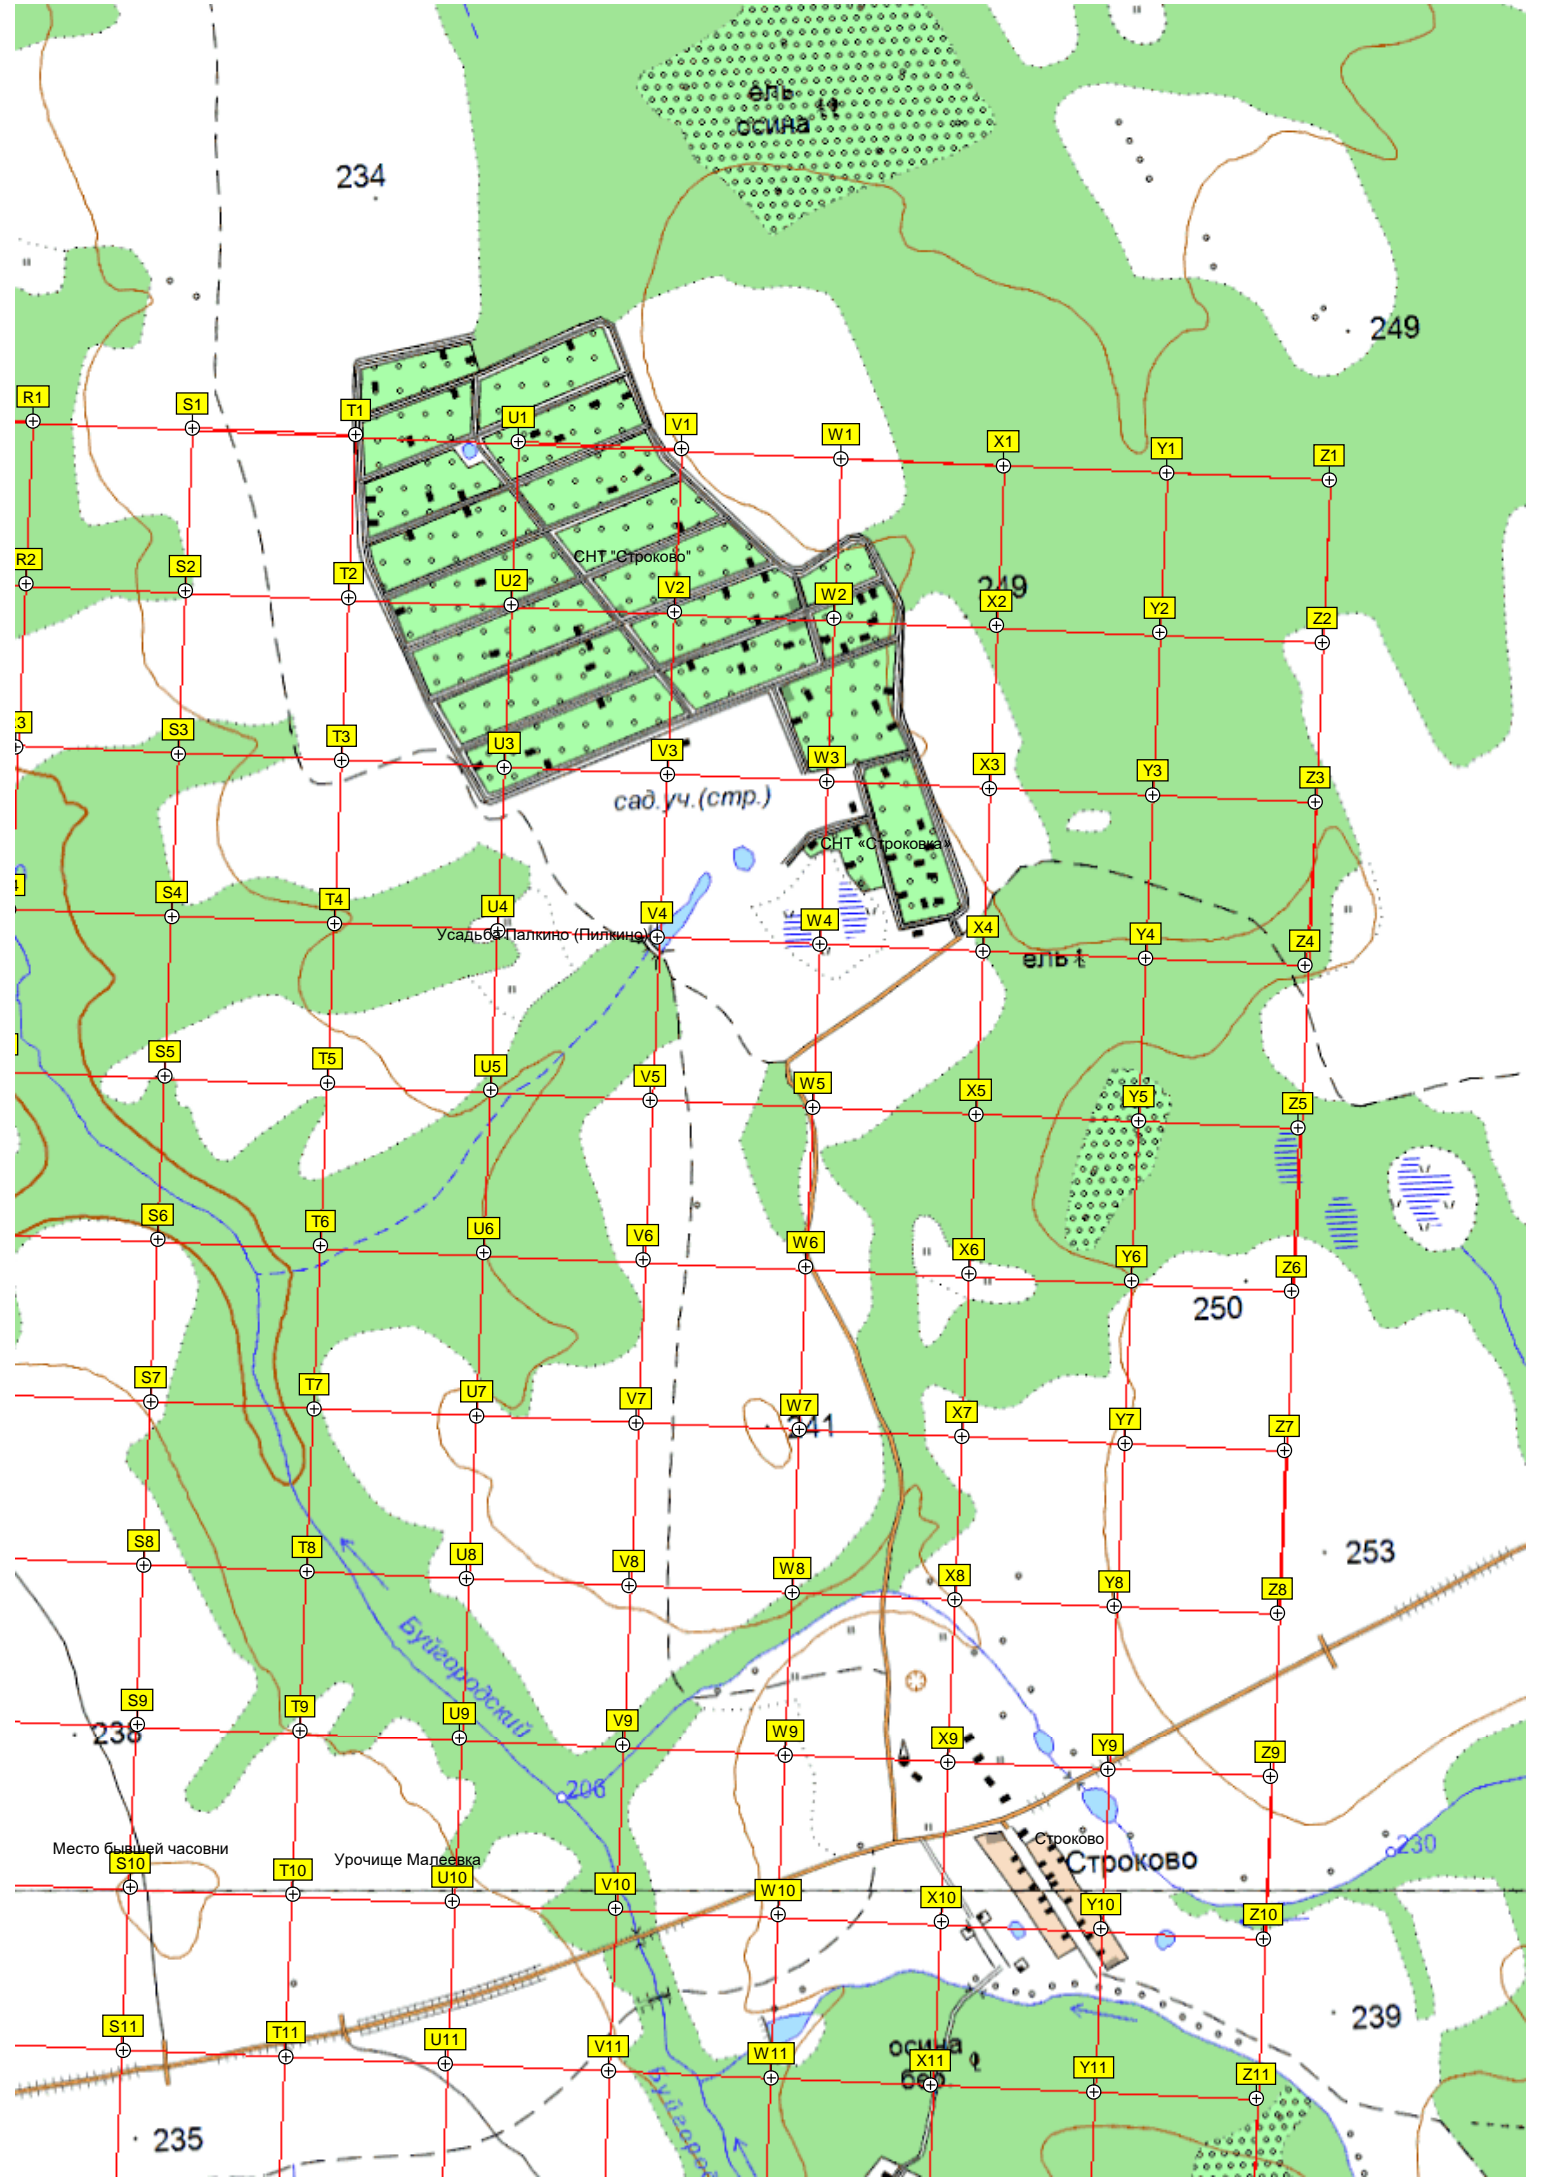 ель
осина
234
249
R1 S1 T1 U1 V1 W1 X1 Y1 Z1
СНТ "Строково"
249
R2 S2 T2 U2 V2 W2 X2 Y2 Z2
S3 T3 U3 V3 W3 X3 Y3 Z3
сад.уч.(стр.)
СНТ «Строковка»
S4 T4 U4 V4 W4 X4 Y4 Z4
Усадьба Палкино (Пилкино)
ель
S5 T5 U5 V5 W5 X5 Y5 Z5
S6 T6 U6 V6 W6 X6 Y6 Z6
250
S7 T7 U7 V7 W7 X7 Y7 Z7
241
253
S8 T8 U8 V8 W8 X8 Y8 Z8
Буйгородский
S9 T9 U9 V9 W9 X9 Y9 Z9
238
206
Строково
Место бывшей часовни
230
Урочище Малеевка
Строково
S10 T10 U10 V10 W10 X10 Y10 Z10
239
S11 T11 U11 V11 W11 X11 Y11 Z11
осина
бер.
235